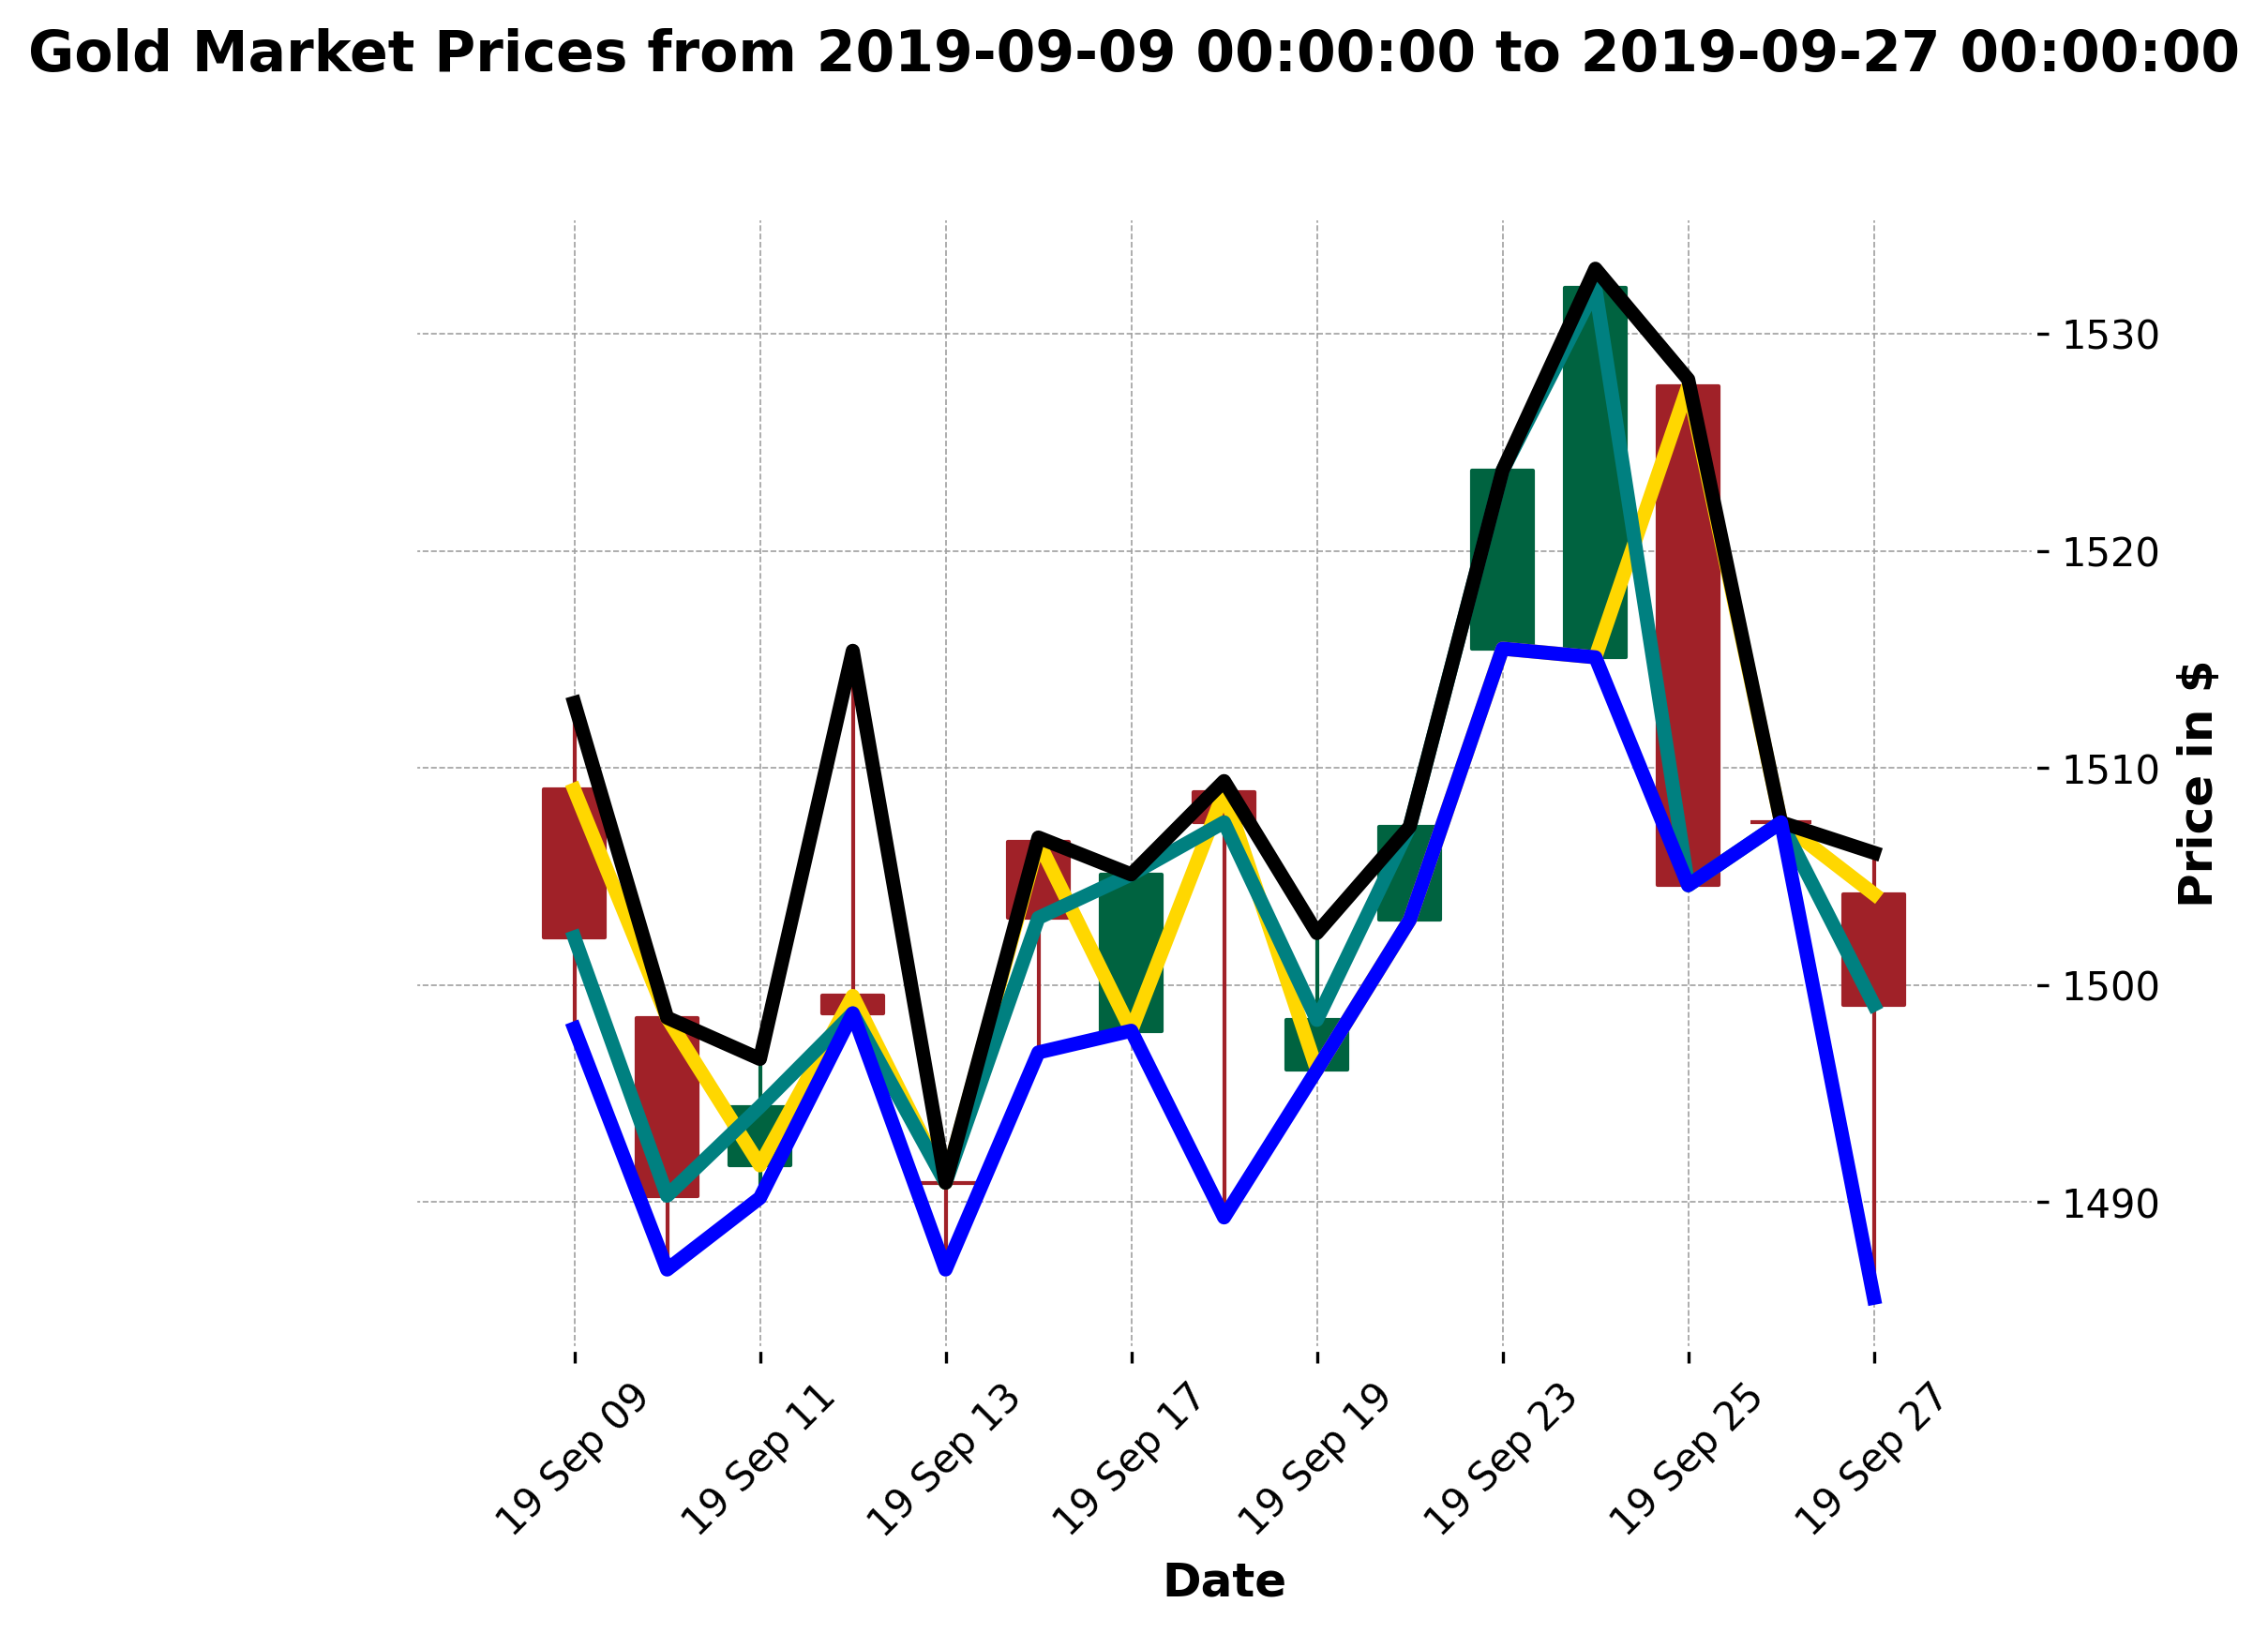 Gold Market Prices from 2019-09-09 00:00:00 to 2019-09-27 00:00:00
1530
1520
1510
1500
1490
Price in $
19 Sep 09
19 Sep 11
19 Sep 13
19 Sep 17
19 Sep 19
19 Sep 23
19 Sep 25
19 Sep 27
Date